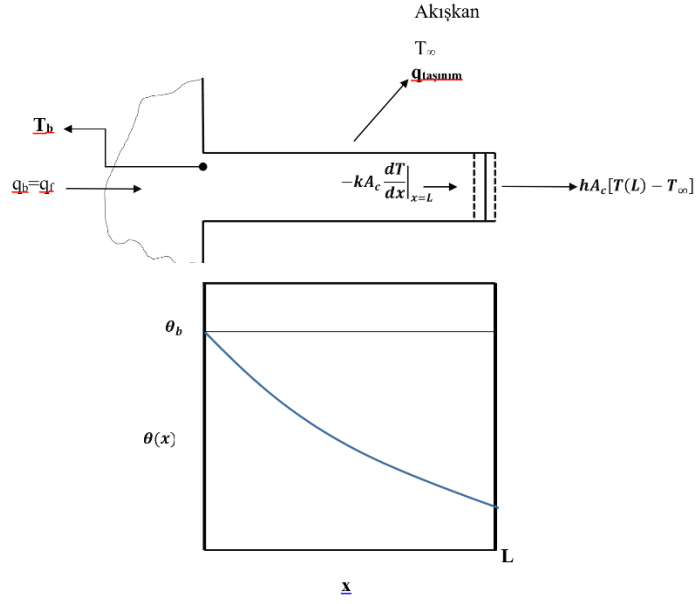 Akışkan
T∞
qtaşınım
Tb
qb=qf
−kAc dT/dx|x=L
hAc[T(L) − T∞]
θb
θ(x)
L
x